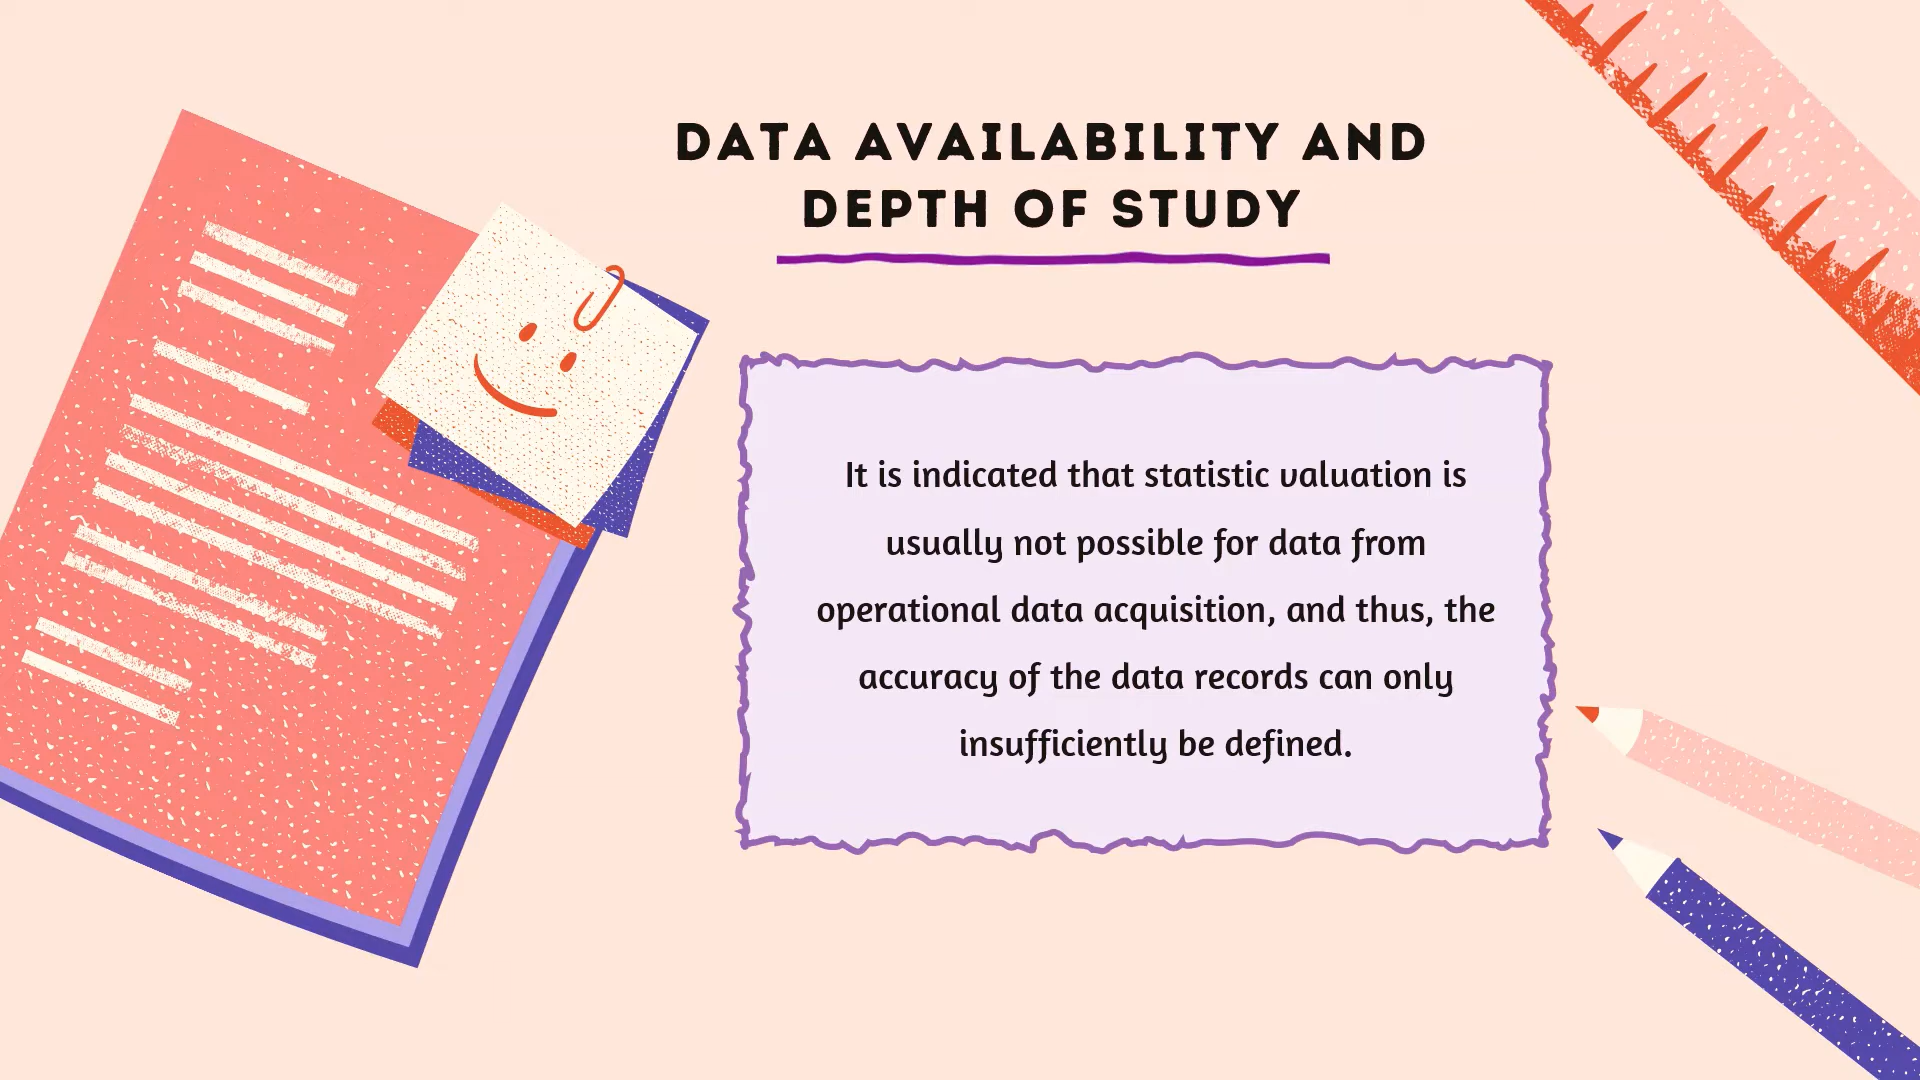 DATA AVAILABILITY AND
DEPTH OF STUDY
It is indicated that statistic valuation is
usually not possible for data from
operational data acquisition, and thus, the
accuracy of the data records can only
insufficiently be defined.